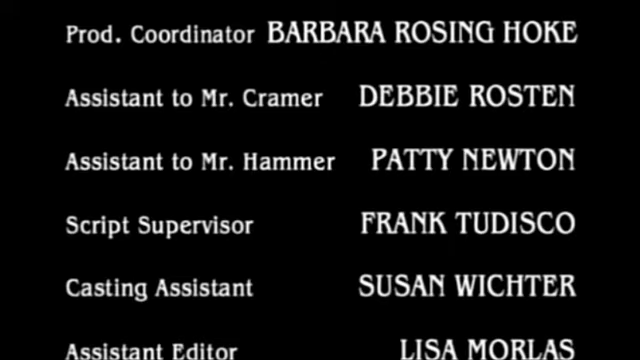 Prod. Coordinator BARBARA ROSING HOKE
Assistant to Mr. Cramer DEBBIE ROSTEN
Assistant to Mr. Hammer PATTY NEWTON
Script Supervisor FRANK TUDISCO
Casting Assistant SUSAN WICHTER
Assistant Editor LISA MORLAS